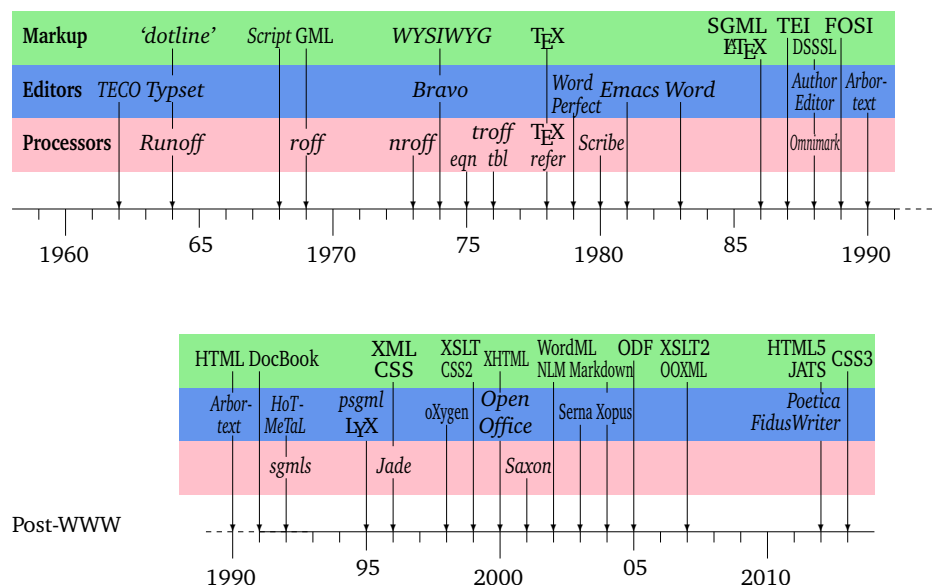 Markup 'dotline' Script GML WYSIWYG TEX SGML TEI FOSI
LATEX DSSSL
Editors TECO Typset Bravo Word Perfect Emacs Word Author Editor Arbor-text
Processors Runoff roff nroff troff TEX Scribe Omnimark
eqn tbl refer
1960 65 1970 75 1980 85 1990
HTML DocBook XML XSLT XHTML WordML ODF XSLT2 HTML5 CSS3
CSS CSS2 NLM Markdown OOXML JATS
Arbor- HoT- psgml oXygen Open Serna Xopus Poetica
text MeTaL LYX Office FidusWriter
sgmls Jade Saxon
Post-WWW
1990 95 2000 05 2010